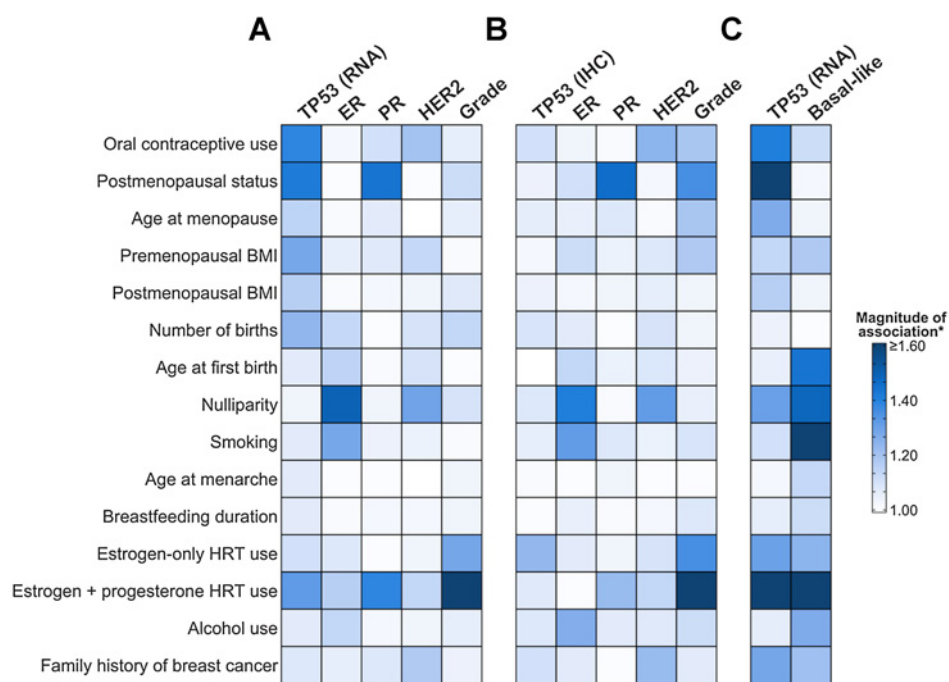 A B C
TP53 (RNA) ER PR HER2 Grade TP53 (IHC) ER PR HER2 Grade TP53 (RNA) Basal-like
Oral contraceptive use
Postmenopausal status
Age at menopause
Premenopausal BMI
Postmenopausal BMI
Number of births
Age at first birth
Nulliparity
Smoking
Age at menarche
Breastfeeding duration
Estrogen-only HRT use
Estrogen + progesterone HRT use
Alcohol use
Family history of breast cancer
Magnitude of
association*
≥1.60
1.40
1.20
1.00